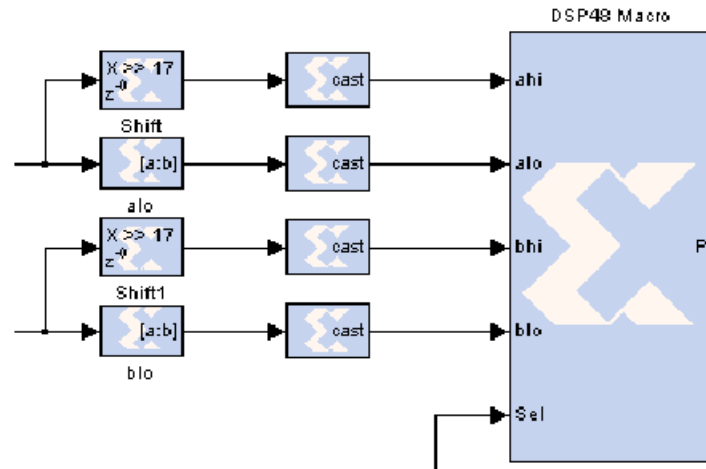 DSP48 Macro
X >> 17
z-0
cast
ahi
Shift
[a:b]
cast
alo
alo
X >> 17
z-0
cast
bhi
P
Shift1
[a:b]
cast
blo
blo
Sel